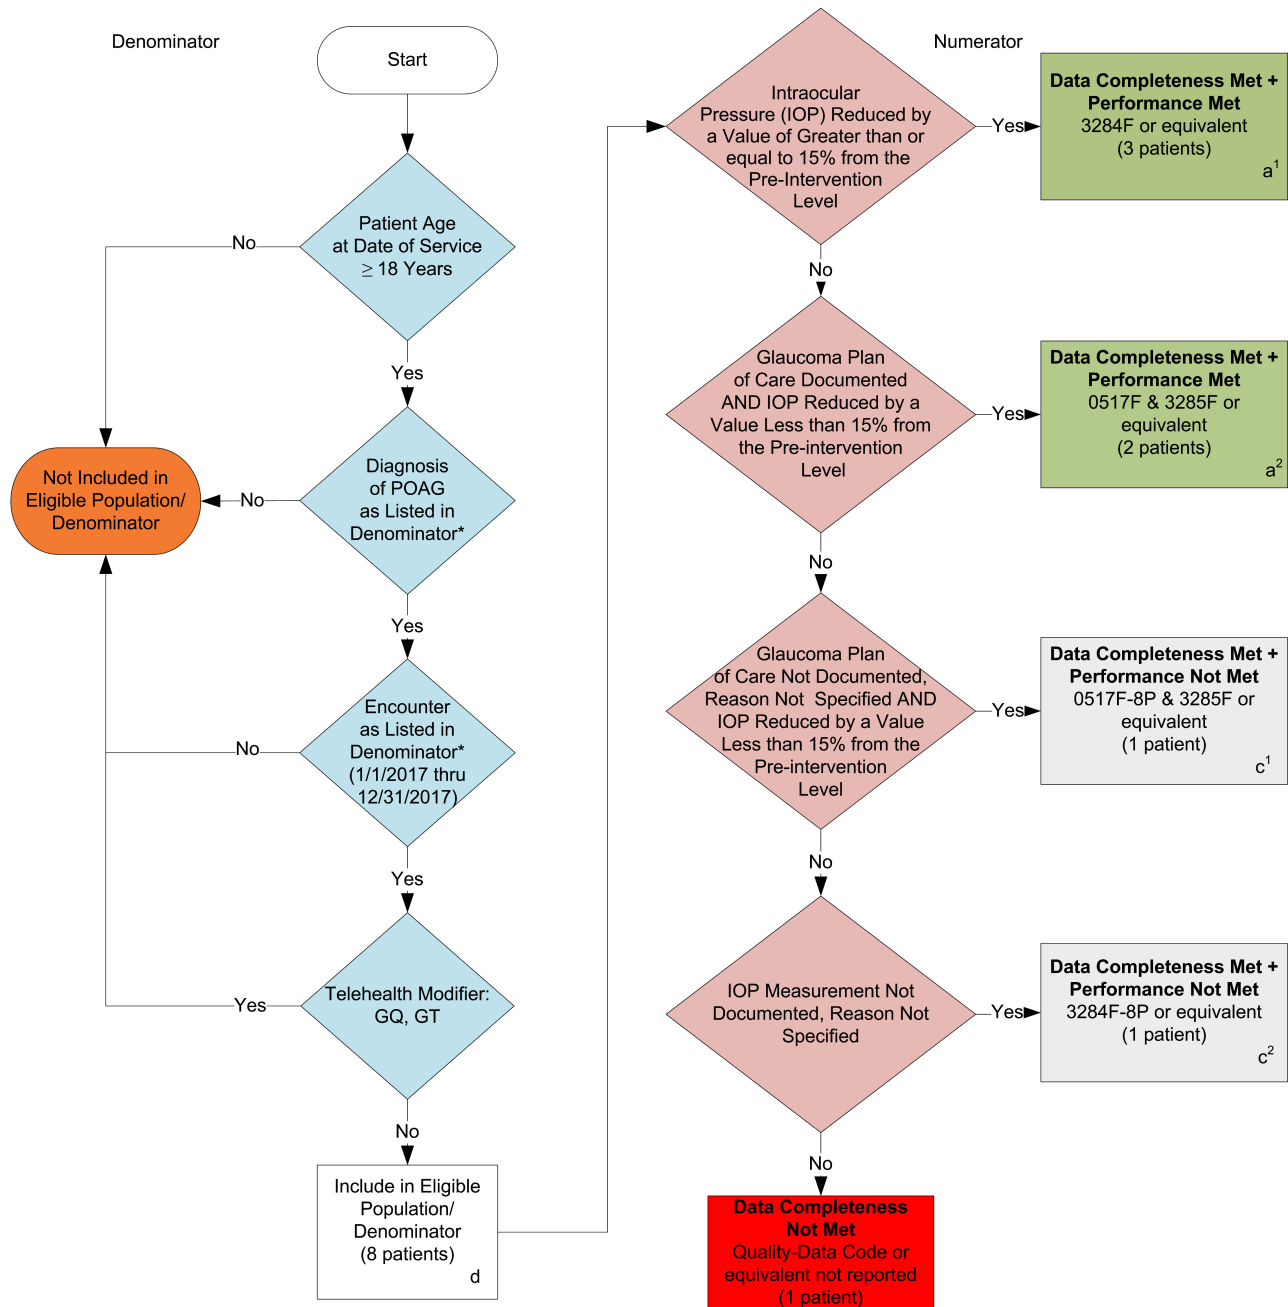 Denominator
Start
Patient Age
at Date of Service
≥ 18 Years
No
Yes
Diagnosis
of POAG
as Listed in
Denominator*
No
Not Included in
Eligible Population/
Denominator
Yes
Encounter
as Listed in
Denominator*
(1/1/2017 thru
12/31/2017)
No
Yes
Telehealth Modifier:
GQ, GT
Yes
No
Include in Eligible
Population/
Denominator
(8 patients)
d
Numerator
Intraocular
Pressure (IOP) Reduced by
a Value of Greater than or
equal to 15% from the
Pre-Intervention
Level
Yes
Data Completeness Met +
Performance Met
3284F or equivalent
(3 patients)
a1
No
Glaucoma Plan
of Care Documented
AND IOP Reduced by a
Value Less than 15% from
the Pre-intervention
Level
Yes
Data Completeness Met +
Performance Met
0517F & 3285F or
equivalent
(2 patients)
a2
No
Glaucoma Plan
of Care Not Documented,
Reason Not Specified AND
IOP Reduced by a Value
Less than 15% from the
Pre-intervention
Level
Yes
Data Completeness Met +
Performance Not Met
0517F-8P & 3285F or
equivalent
(1 patient)
c1
No
IOP Measurement Not
Documented, Reason Not
Specified
Yes
Data Completeness Met +
Performance Not Met
3284F-8P or equivalent
(1 patient)
c2
No
Data Completeness
Not Met
Quality-Data Code or
equivalent not reported
(1 patient)